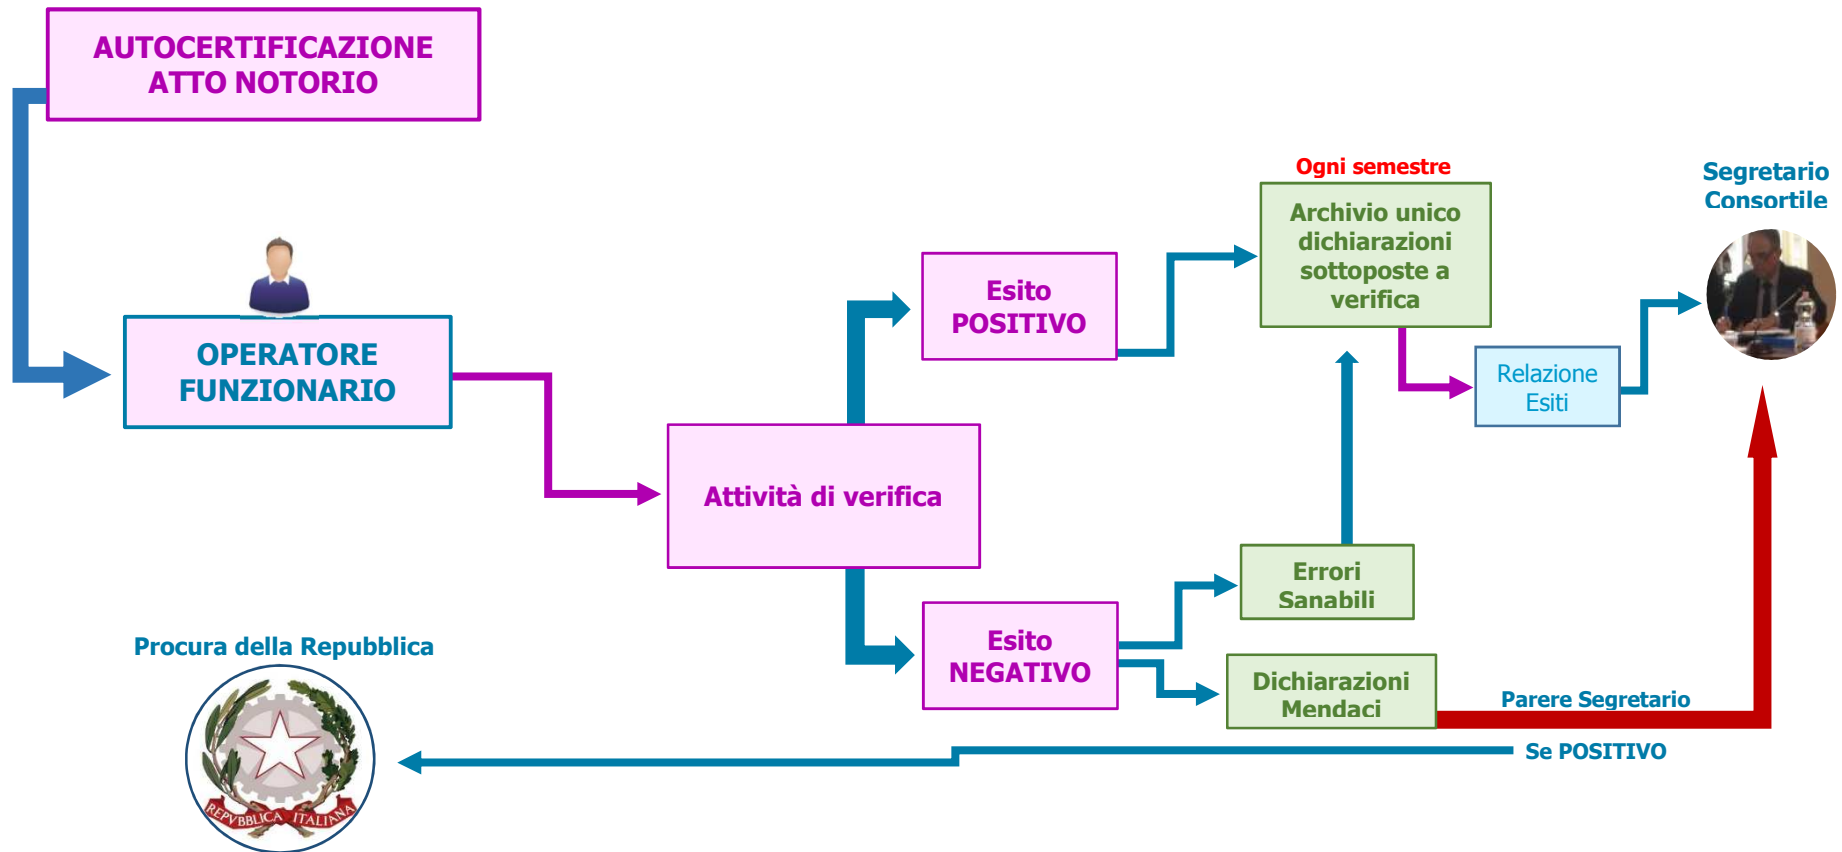 AUTOCERTIFICAZIONE
ATTO NOTORIO
Ogni semestre
Segretario
Consortile
Archivio unico
dichiarazioni
sottoposte a
verifica
Esito
POSITIVO
OPERATORE
FUNZIONARIO
Relazione
Esiti
Attività di verifica
Errori
Sanabili
Procura della Repubblica
Esito
NEGATIVO
Dichiarazioni
Mendaci
Parere Segretario
Se POSITIVO
REPVBBLICA ITALIANA